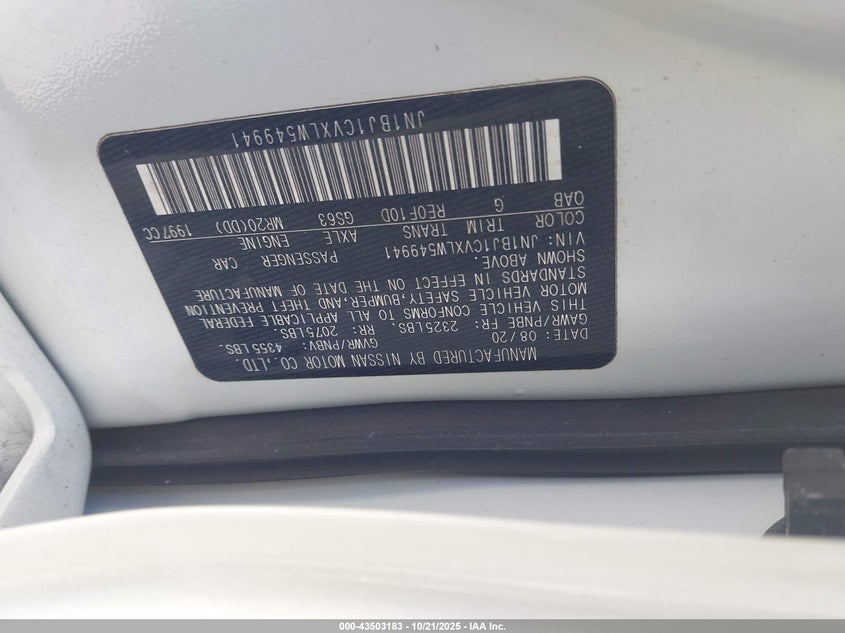 MANUFACTURED BY NISSAN MOTOR CO.,LTD.
DATE: 08/20 GVWR/PNBV 4355 LBS.
GAWR/PNBE FR: 2325LBS. RR: 2075LBS.
THIS VEHICLE CONFORMS TO ALL APPLICABLE FEDERAL
MOTOR VEHICLE SAFETY,BUMPER,AND THEFT PREVENTION
STANDARDS IN EFFECT ON THE DATE OF MANUFACTURE
SHOWN ABOVE.
VIN: JN1BJ1CVXLW549941 PASSENGER CAR
COLOR TRIM TRANS AXLE ENGINE
QAB G RE0F10D GS63 MR20(DD) 1997CC
JN1BJ1CVXLW549941
000-43503183 - 10/21/2025 - IAA Inc.